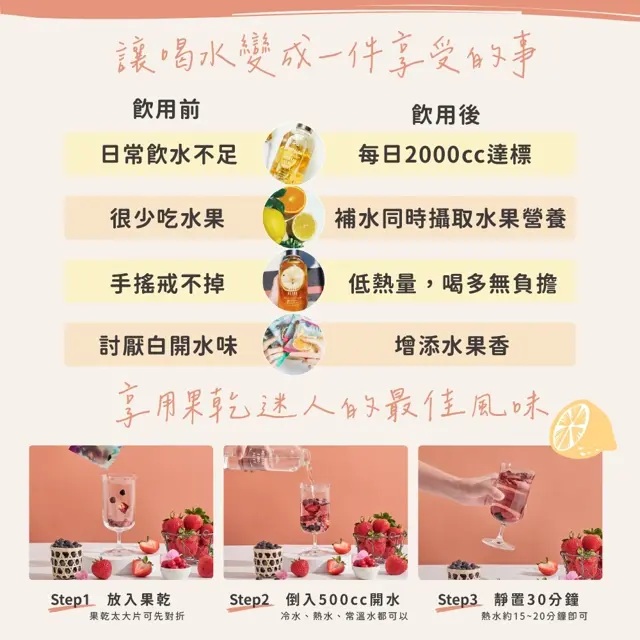 讓喝水變成一件享受的事
飲用前
飲用後
日常飲水不足
每日2000cc達標
很少吃水果
補水同時攝取水果營養
手搖戒不掉
低熱量，喝多無負擔
討厭白開水味
增添水果香
享用果乾迷人的最佳風味
Step1 放入果乾
果乾太大片可先對折
Step2 倒入500cc開水
冷水、熱水、常溫水都可以
Step3 靜置30分鐘
熱水約15~20分鐘即可